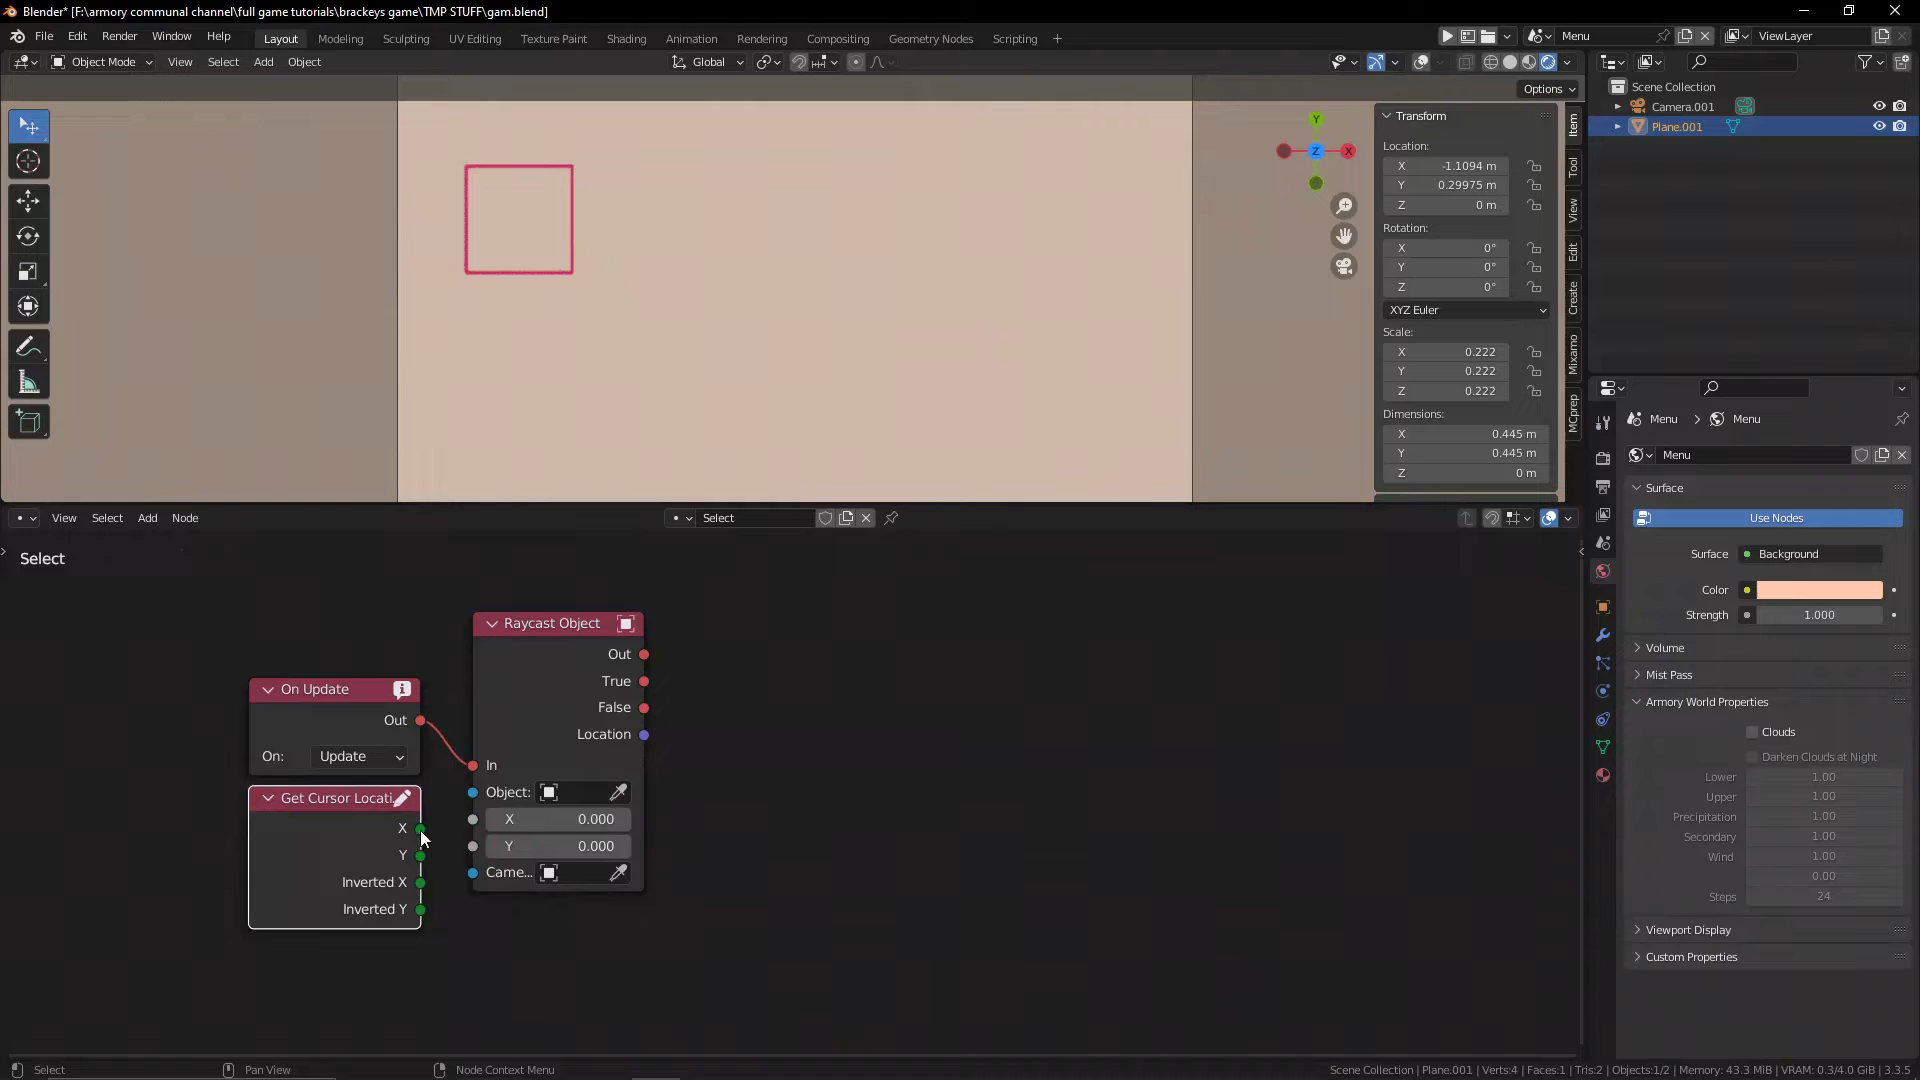 Blender* [F:\armory communal channel\full game tutorials\brackeys game\TMP STUFF\gam.blend]
File Edit Render Window Help Layout Modeling Sculpting UV Editing Texture Paint Shading Animation Rendering Compositing Geometry Nodes Scripting +
Menu
ViewLayer
Object Mode View Select Add Object Global
Options
Transform
Location:
X -1.1094 m
Y 0.29975 m
Z 0 m
Rotation:
X 0°
Y 0°
Z 0°
XYZ Euler
Scale:
X 0.222
Y 0.222
Z 0.222
Dimensions:
X 0.445 m
Y 0.445 m
Z 0 m
Item
Tool
View
Edit
Create
Mixamo
MCprep
Y
Z
X
Scene Collection
Camera.001
Plane.001
Menu > Menu
Menu
Surface
Use Nodes
Surface Background
Color
Strength 1.000
Volume
Mist Pass
Armory World Properties
Clouds
Darken Clouds at Night
Lower 1.00
Upper 1.00
Precipitation 1.00
Secondary 1.00
Wind 1.00
0.00
Steps 24
Viewport Display
Custom Properties
View Select Add Node Select
Select
On Update
Out
On: Update
Get Cursor Locati
X
Y
Inverted X
Inverted Y
Raycast Object
Out
True
False
Location
In
Object:
X 0.000
Y 0.000
Came...
Select Pan View Node Context Menu
Scene Collection | Plane.001 | Verts:4 | Faces:1 | Tris:2 | Objects:1/2 | Memory: 43.3 MiB | VRAM: 0.3/4.0 GiB | 3.3.5